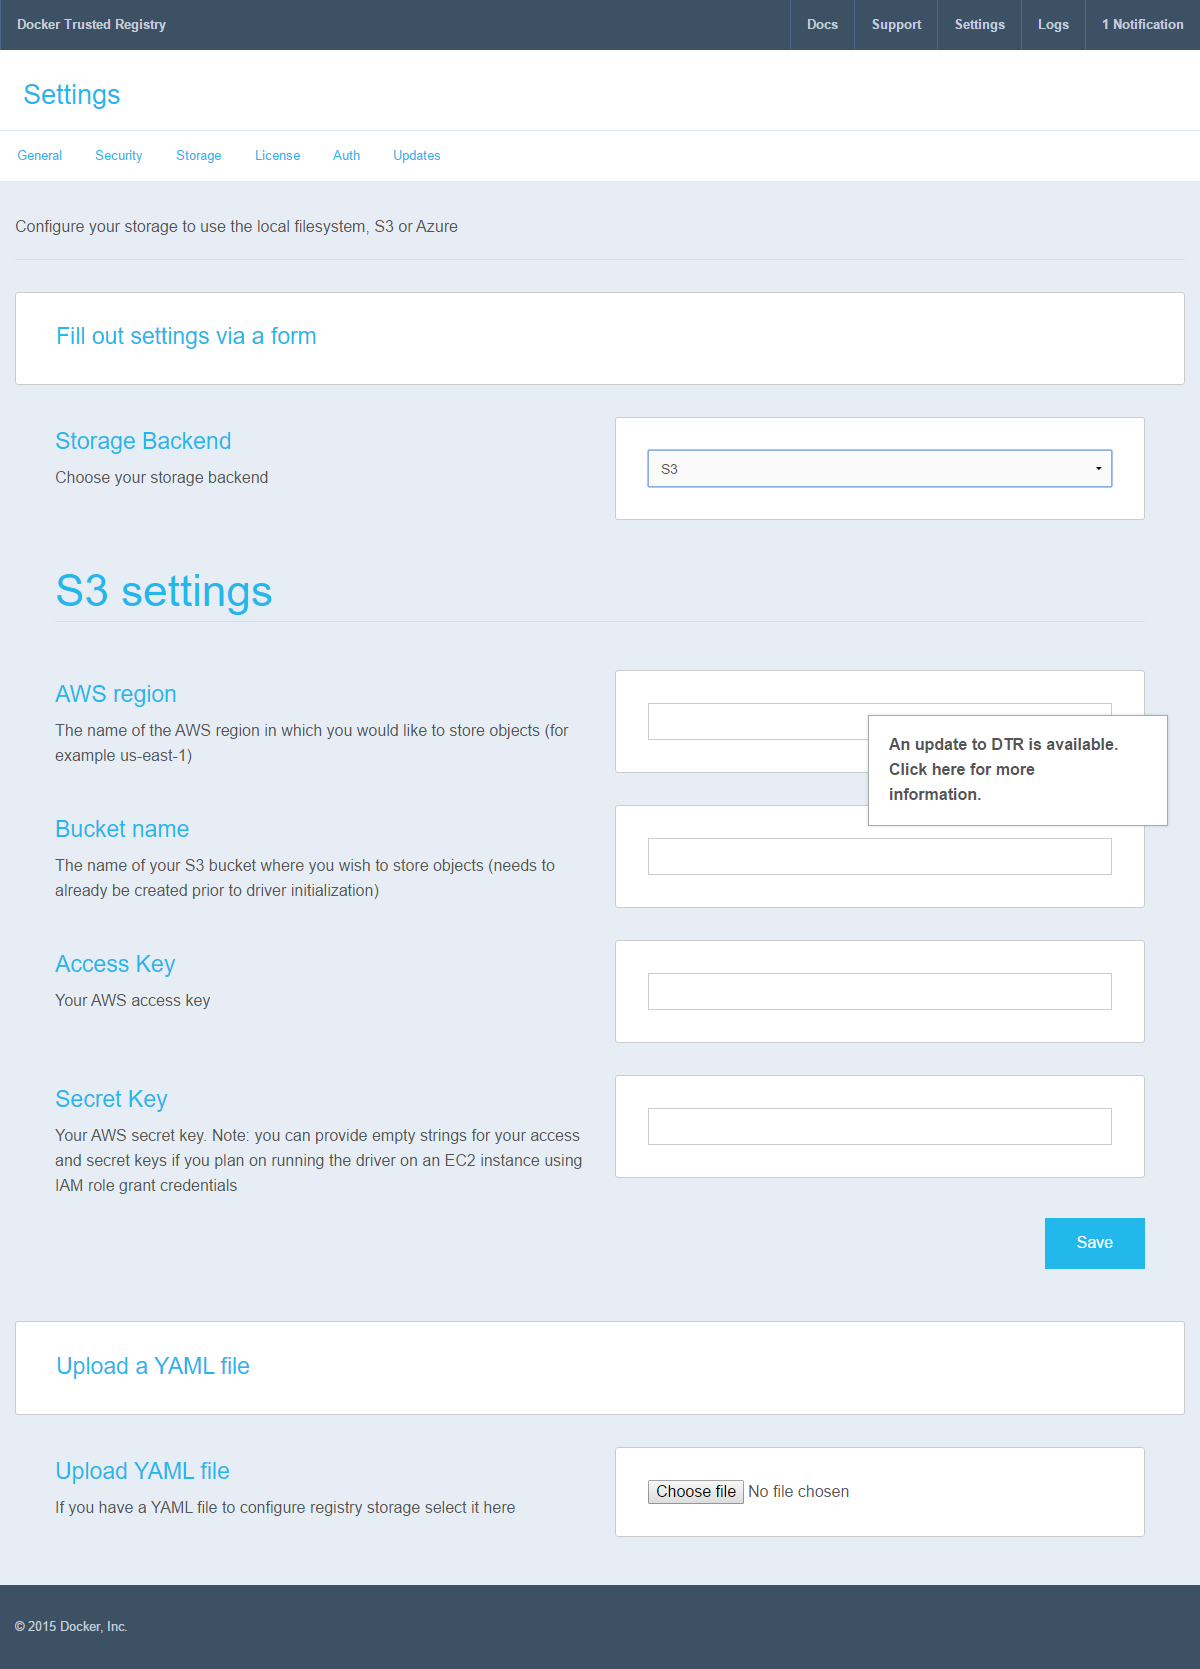 Docker Trusted Registry
Docs
Support
Settings
Logs
1 Notification
Settings
General
Security
Storage
License
Auth
Updates
Configure your storage to use the local filesystem, S3 or Azure
Fill out settings via a form
Storage Backend
Choose your storage backend
S3
S3 settings
AWS region
The name of the AWS region in which you would like to store objects (for
example us-east-1)
An update to DTR is available.
Click here for more
information.
Bucket name
The name of your S3 bucket where you wish to store objects (needs to
already be created prior to driver initialization)
Access Key
Your AWS access key
Secret Key
Your AWS secret key. Note: you can provide empty strings for your access
and secret keys if you plan on running the driver on an EC2 instance using
IAM role grant credentials
Save
Upload a YAML file
Upload YAML file
If you have a YAML file to configure registry storage select it here
Choose file No file chosen
© 2015 Docker, Inc.